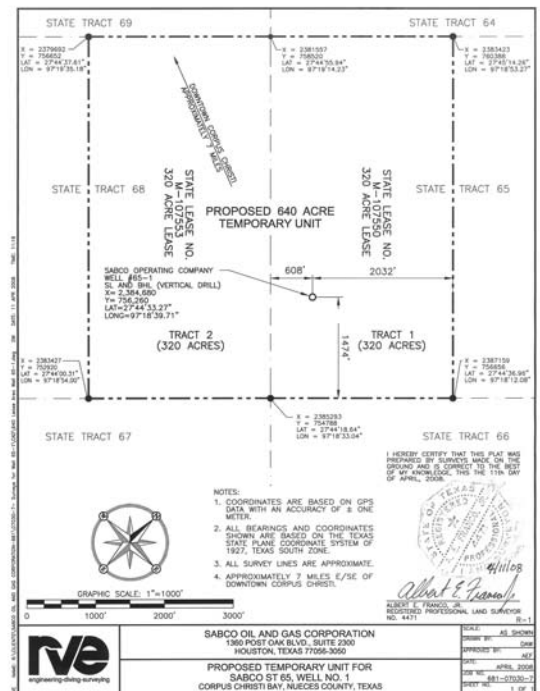 STATE TRACT 69
STATE TRACT 64
X = 2379692
Y = 756652
LAT = 27°44'37.61"
LON = 97°19'35.18"
X = 2381557
Y = 758520
LAT = 27°44'55.94"
LON = 97°19'14.23"
X = 2383423
Y = 760388
LAT = 27°45'14.26"
LON = 97°18'53.27"
DOWNTOWN CORPUS CHRISTI
APPROXIMATELY 7 MILES
STATE TRACT 68
STATE LEASE NO.
M-107553
320 ACRE LEASE
STATE LEASE NO.
M-107550
320 ACRE LEASE
STATE TRACT 65
PROPOSED 640 ACRE
TEMPORARY UNIT
SABCO OPERATING COMPANY
WELL #65-1
SL AND BHL (VERTICAL DRILL)
X= 2,384,680
Y= 756,260
LAT=27°44'33.27"
LONG=97°18'39.71"
608'
2032'
1474'
TRACT 2
(320 ACRES)
TRACT 1
(320 ACRES)
X = 2383427
Y = 752920
LAT = 27°44'00.31"
LON = 97°18'54.00"
X = 2387159
Y = 756656
LAT = 27°44'36.96"
LON = 97°18'12.08"
X = 2385293
Y = 754788
LAT = 27°44'18.64"
LON = 97°18'33.04"
STATE TRACT 67
STATE TRACT 66
I HEREBY CERTIFY THAT THIS PLAT WAS
PREPARED BY SURVEYS MADE ON THE
GROUND AND IS CORRECT TO THE BEST
OF MY KNOWLEDGE, THIS THE 11th DAY
OF APRIL, 2008.
NOTES:
1. COORDINATES ARE BASED ON GPS
DATA WITH AN ACCURACY OF ± ONE
METER.
2. ALL BEARINGS AND COORDINATES
SHOWN ARE BASED ON THE TEXAS
STATE PLANE COORDINATE SYSTEM OF
1927, TEXAS SOUTH ZONE.
3. ALL SURVEY LINES ARE APPROXIMATE.
4. APPROXIMATELY 7 MILES E/SE OF
DOWNTOWN CORPUS CHRISTI.
STATE OF TEXAS
REGISTERED
4/11/08
Albert E. Franco, Jr.
ALBERT E. FRANCO, JR.
REGISTERED PROFESSIONAL LAND SURVEYOR
NO. 4471
R-1
GRAPHIC SCALE: 1"=1000'
0 1000' 2000' 3000'
rve
engineering·diving·surveying
SABCO OIL AND GAS CORPORATION
1360 POST OAK BLVD., SUITE 2300
HOUSTON, TEXAS 77056-3050
PROPOSED TEMPORARY UNIT FOR
SABCO ST 65, WELL NO. 1
CORPUS CHRISTI BAY, NUECES COUNTY, TEXAS
SCALE: AS SHOWN
DRAWN BY:
APPROVED BY: AEF
DATE: APRIL, 2008
JOB NO. 681-07030-7
SHEET NO. 1 OF 1